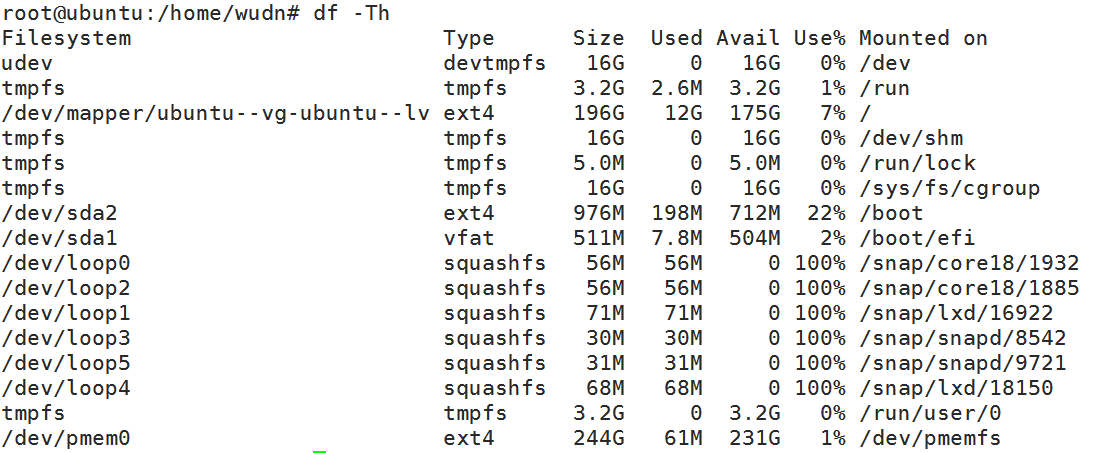 root@ubuntu:/home/wudn# df -Th
Filesystem                        Type      Size  Used Avail Use% Mounted on
udev                              devtmpfs   16G     0   16G   0% /dev
tmpfs                             tmpfs     3.2G  2.6M  3.2G   1% /run
/dev/mapper/ubuntu--vg-ubuntu--lv ext4      196G   12G  175G   7% /
tmpfs                             tmpfs      16G     0   16G   0% /dev/shm
tmpfs                             tmpfs     5.0M     0  5.0M   0% /run/lock
tmpfs                             tmpfs      16G     0   16G   0% /sys/fs/cgroup
/dev/sda2                         ext4      976M  198M  712M  22% /boot
/dev/sda1                         vfat      511M  7.8M  504M   2% /boot/efi
/dev/loop0                        squashfs   56M   56M     0 100% /snap/core18/1932
/dev/loop2                        squashfs   56M   56M     0 100% /snap/core18/1885
/dev/loop1                        squashfs   71M   71M     0 100% /snap/lxd/16922
/dev/loop3                        squashfs   30M   30M     0 100% /snap/snapd/8542
/dev/loop5                        squashfs   31M   31M     0 100% /snap/snapd/9721
/dev/loop4                        squashfs   68M   68M     0 100% /snap/lxd/18150
tmpfs                             tmpfs     3.2G     0  3.2G   0% /run/user/0
/dev/pmem0                        ext4      244G   61M  231G   1% /dev/pmemfs